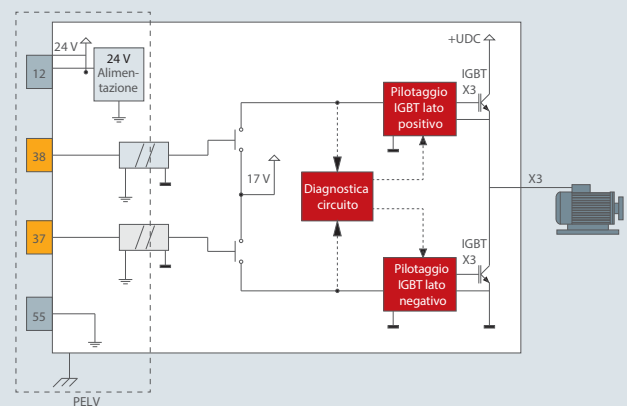 24 V
12
24 V
Alimen-
tazione
38
37
55
PELV
17 V
Diagnostica
circuito
Pilotaggio
IGBT lato
positivo
Pilotaggio
IGBT lato
negativo
+UDC
IGBT
X3
X3
IGBT
X3